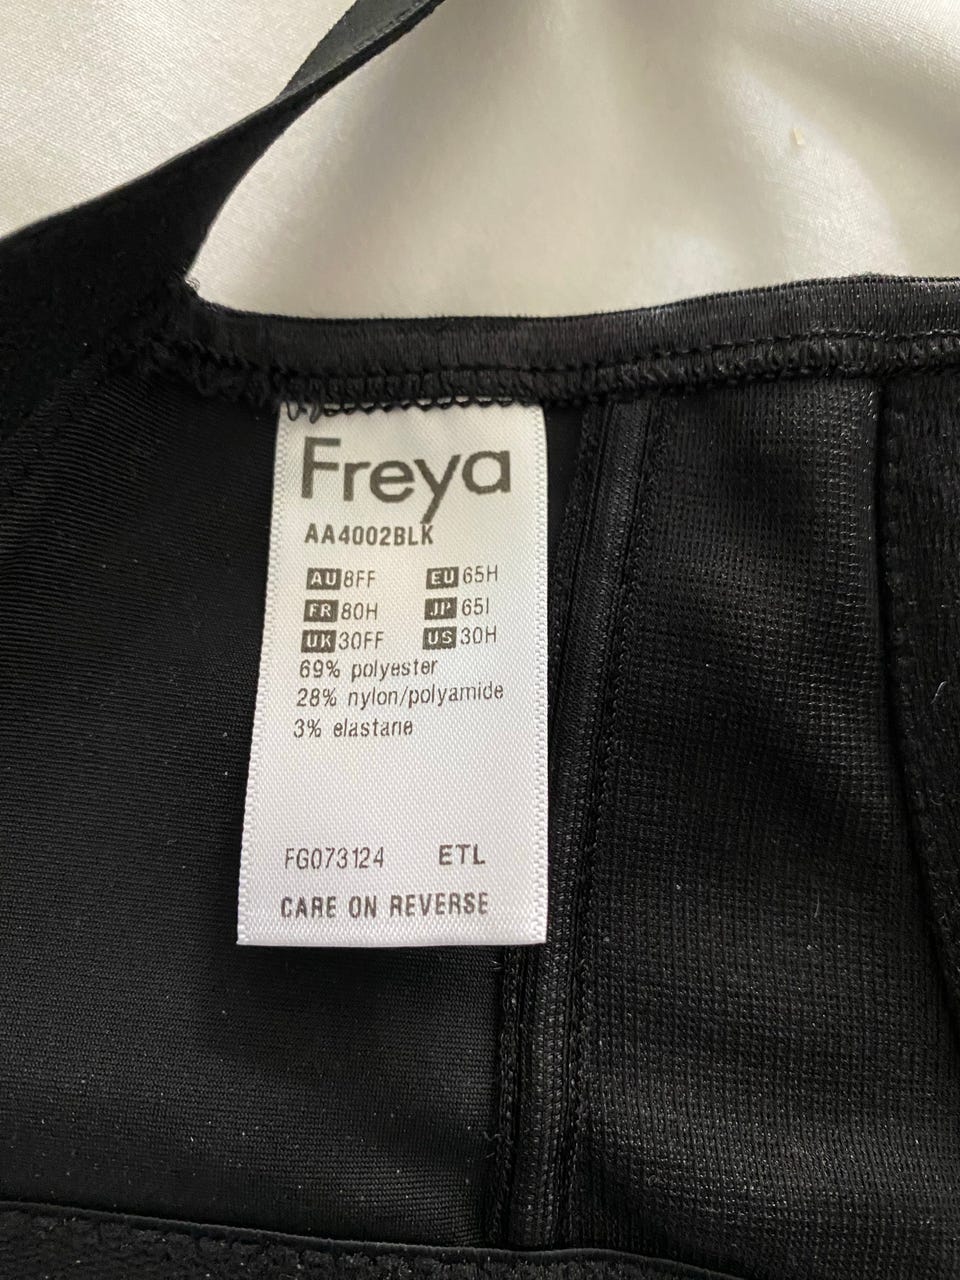 Freya
AA4002BLK
AU 8FF EU 65H
FR 80H JP 65I
UK 30FF US 30H
69% polyester
28% nylon/polyamide
3% elastane
FG073124 ETL
CARE ON REVERSE